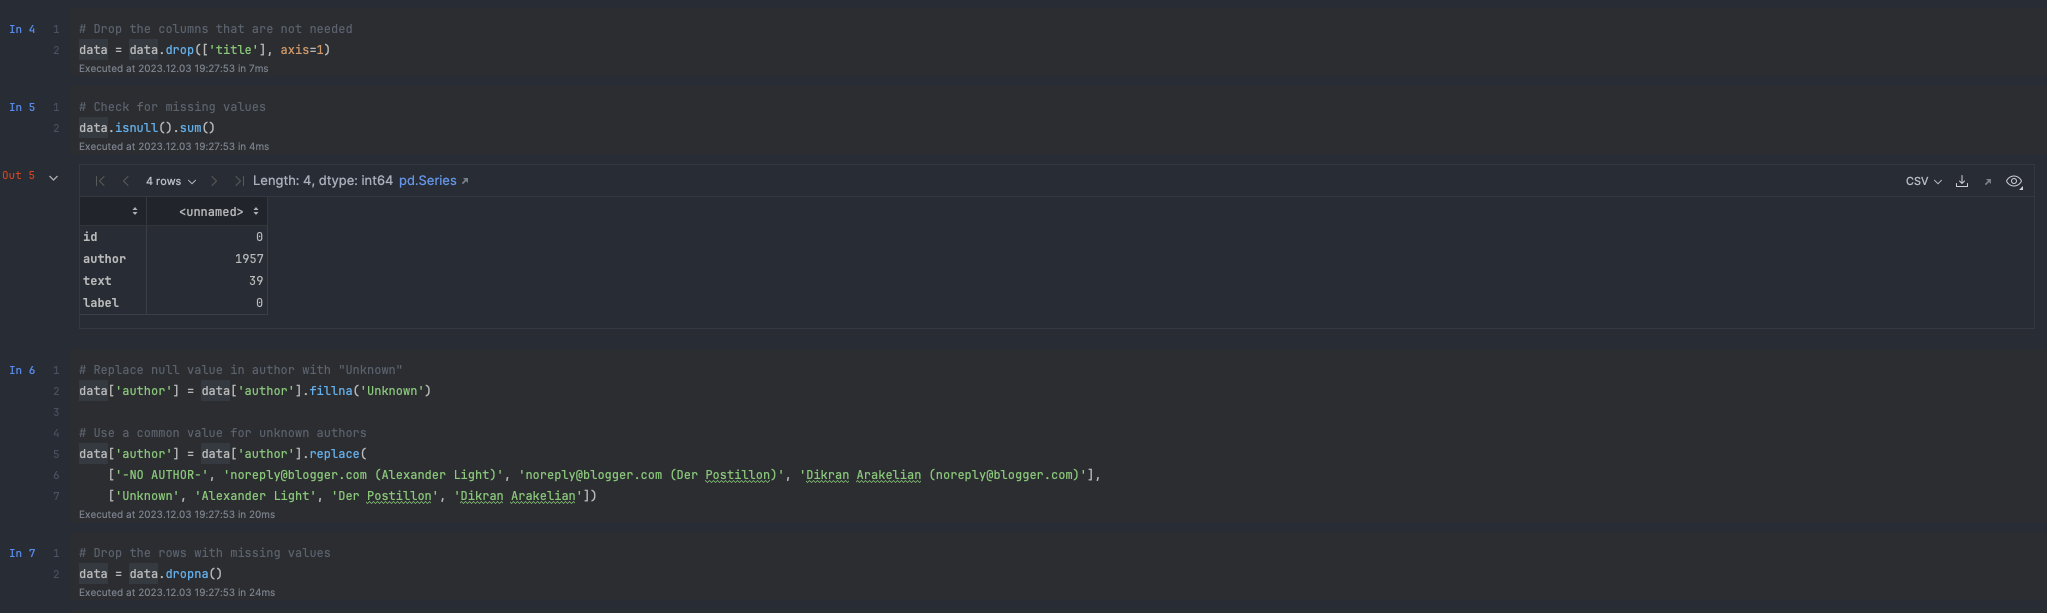 In 4 1 # Drop the columns that are not needed
2 data = data.drop(['title'], axis=1)
Executed at 2023.12.03 19:27:53 in 7ms
In 5 1 # Check for missing values
2 data.isnull().sum()
Executed at 2023.12.03 19:27:53 in 4ms
Out 5 4 rows Length: 4, dtype: int64 pd.Series CSV
<unnamed>
id 0
author 1957
text 39
label 0
In 6 1 # Replace null value in author with "Unknown"
2 data['author'] = data['author'].fillna('Unknown')
3
4 # Use a common value for unknown authors
5 data['author'] = data['author'].replace(
6 ['-NO AUTHOR-', 'noreply@blogger.com (Alexander Light)', 'noreply@blogger.com (Der Postillon)', 'Dikran Arakelian (noreply@blogger.com)'],
7 ['Unknown', 'Alexander Light', 'Der Postillon', 'Dikran Arakelian'])
Executed at 2023.12.03 19:27:53 in 20ms
In 7 1 # Drop the rows with missing values
2 data = data.dropna()
Executed at 2023.12.03 19:27:53 in 24ms